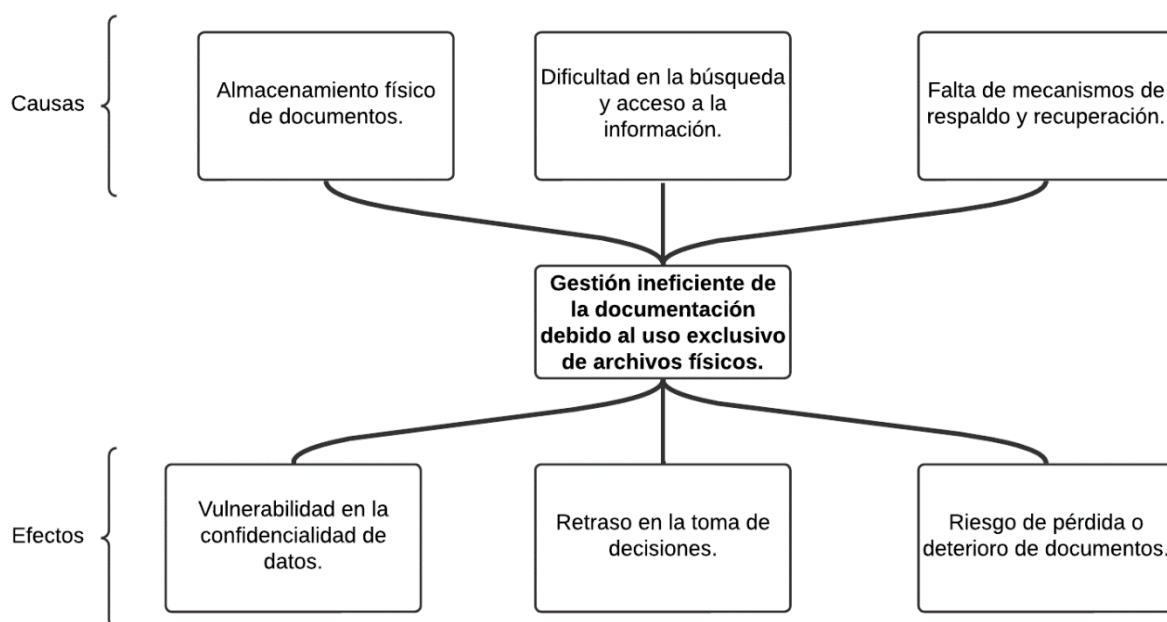 Causas
Almacenamiento físico
de documentos.
Dificultad en la búsqueda
y acceso a la
información.
Falta de mecanismos de
respaldo y recuperación.
Gestión ineficiente de
la documentación
debido al uso exclusivo
de archivos físicos.
Efectos
Vulnerabilidad en la
confidencialidad de
datos.
Retraso en la toma de
decisiones.
Riesgo de pérdida o
deterioro de documentos.